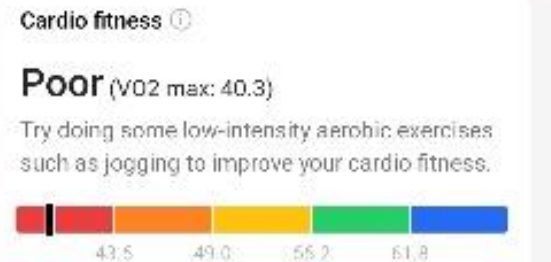 Cardio fitness
Poor (VO2 max: 40.3)
Try doing some low-intensity aerobic exercises
such as jogging to improve your cardio fitness.
43.5 49.0 55.2 61.8